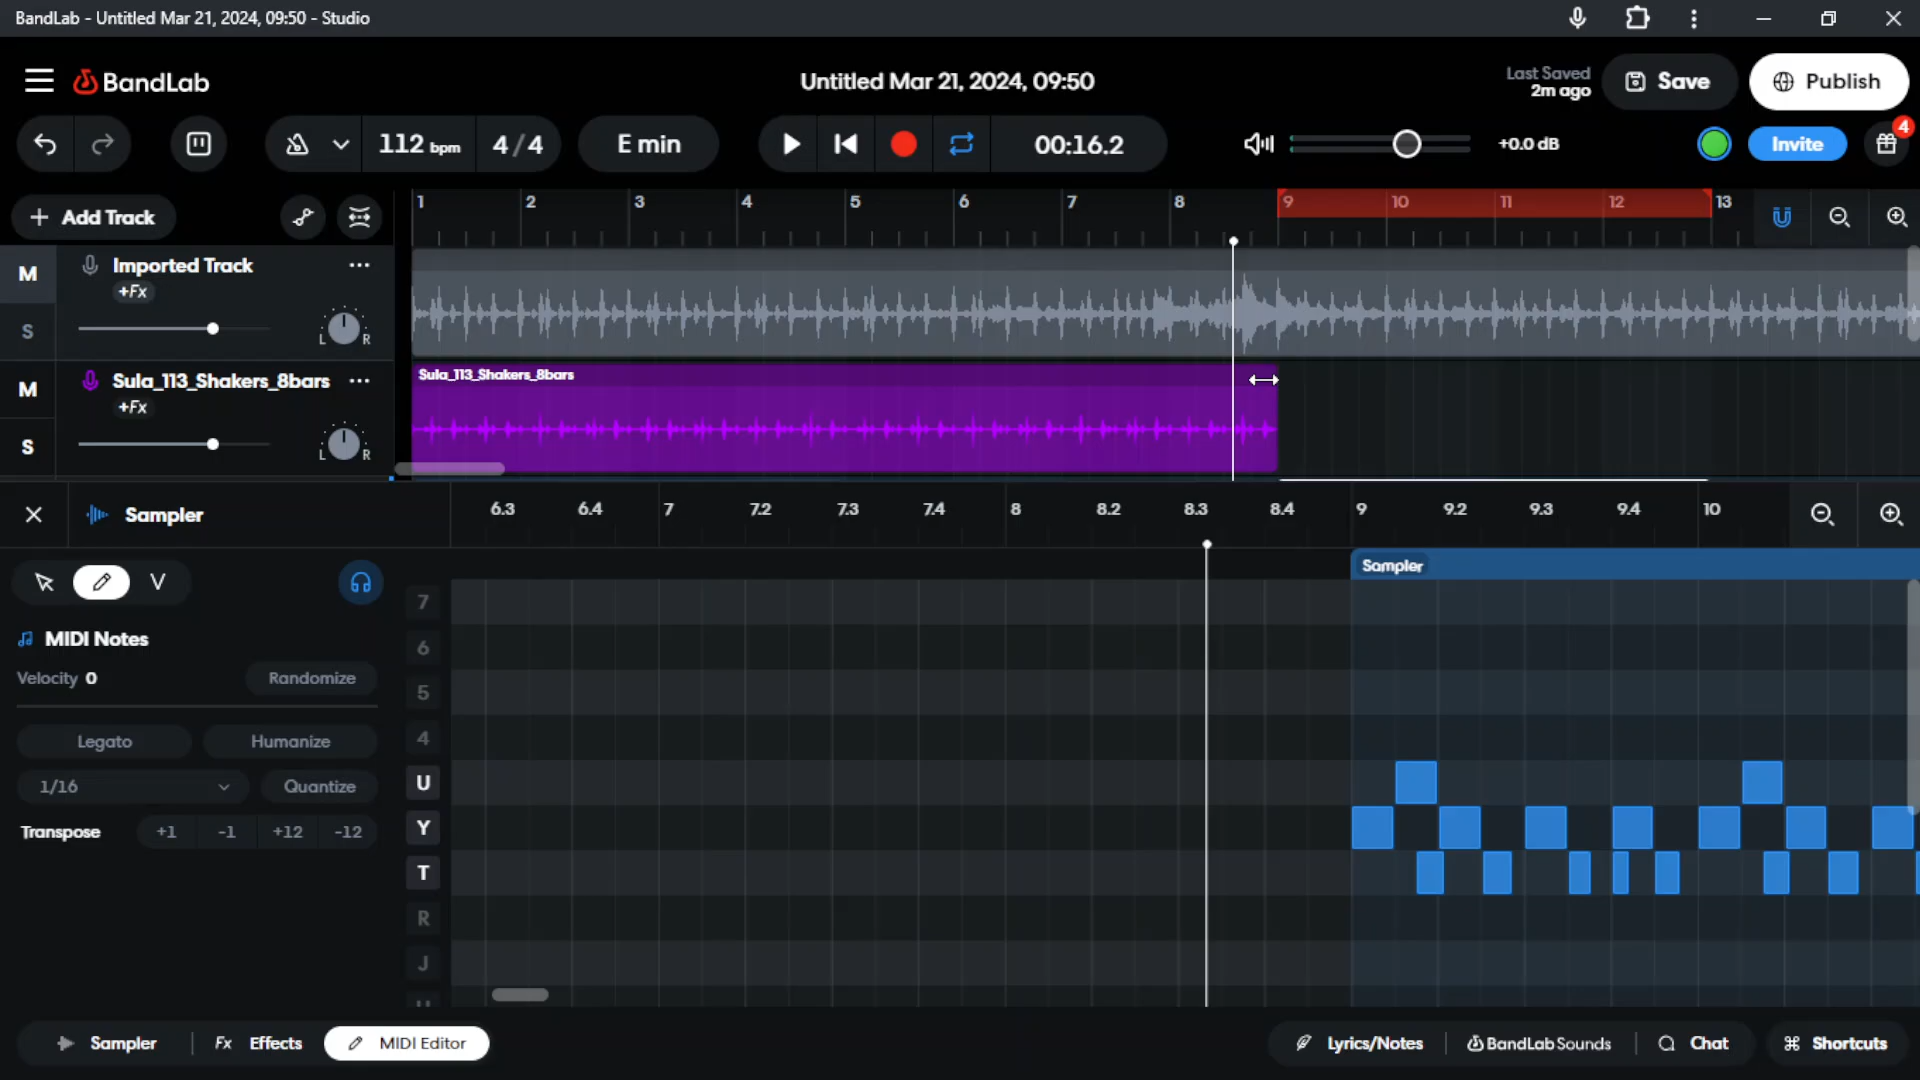 BandLab - Untitled Mar 21, 2024, 09:50 - Studio
BandLab
Untitled Mar 21, 2024, 09:50
Last Saved
2m ago
Save
Publish
112 bpm
4/4
E min
00:16.2
+0.0 dB
Invite
4
+ Add Track
1 2 3 4 5 6 7 8 9 10 11 12 13
M
Imported Track
+Fx
S
L R
M
Sula_113_Shakers_8bars
+Fx
S
L R
Sula_113_Shakers_8bars
Sampler
6.3 6.4 7 7.2 7.3 7.4 8 8.2 8.3 8.4 9 9.2 9.3 9.4 10
Sampler
V
MIDI Notes
Velocity 0
Randomize
Legato
Humanize
1/16
Quantize
Transpose
+1 -1 +12 -12
7
6
5
4
U
Y
T
R
J
Sampler
Fx Effects
MIDI Editor
Lyrics/Notes
BandLab Sounds
Chat
Shortcuts